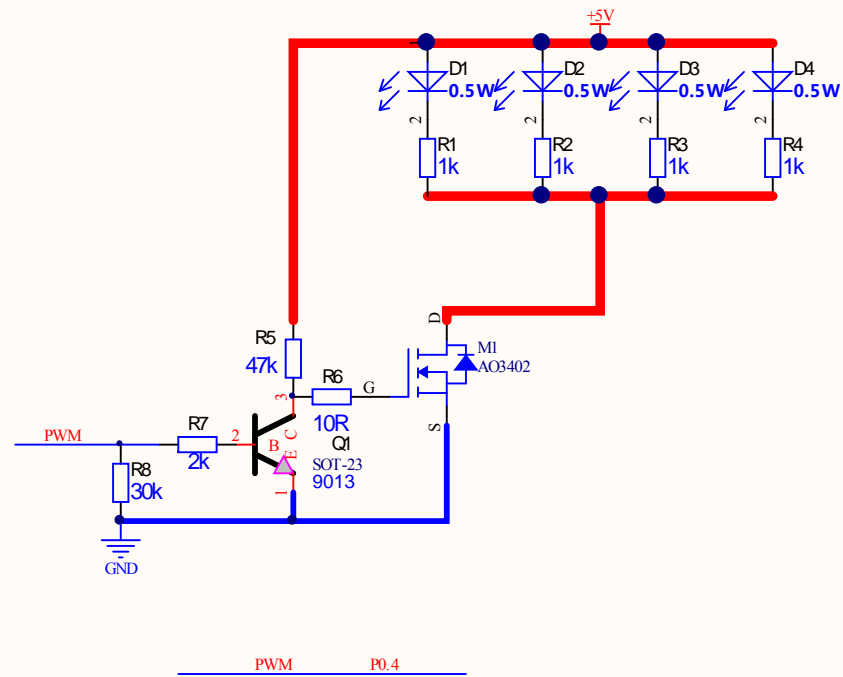 +5V
D1
0.5W
D2
0.5W
D3
0.5W
D4
0.5W
2
2
2
2
R1
1k
R2
1k
R3
1k
R4
1k
D
R5
47k
M1
AO3402
R6
10R
G
S
3
C
PWM
R7
2k
2
B
E
1
Q1
SOT-23
9013
R8
30k
GND
PWM P0.4